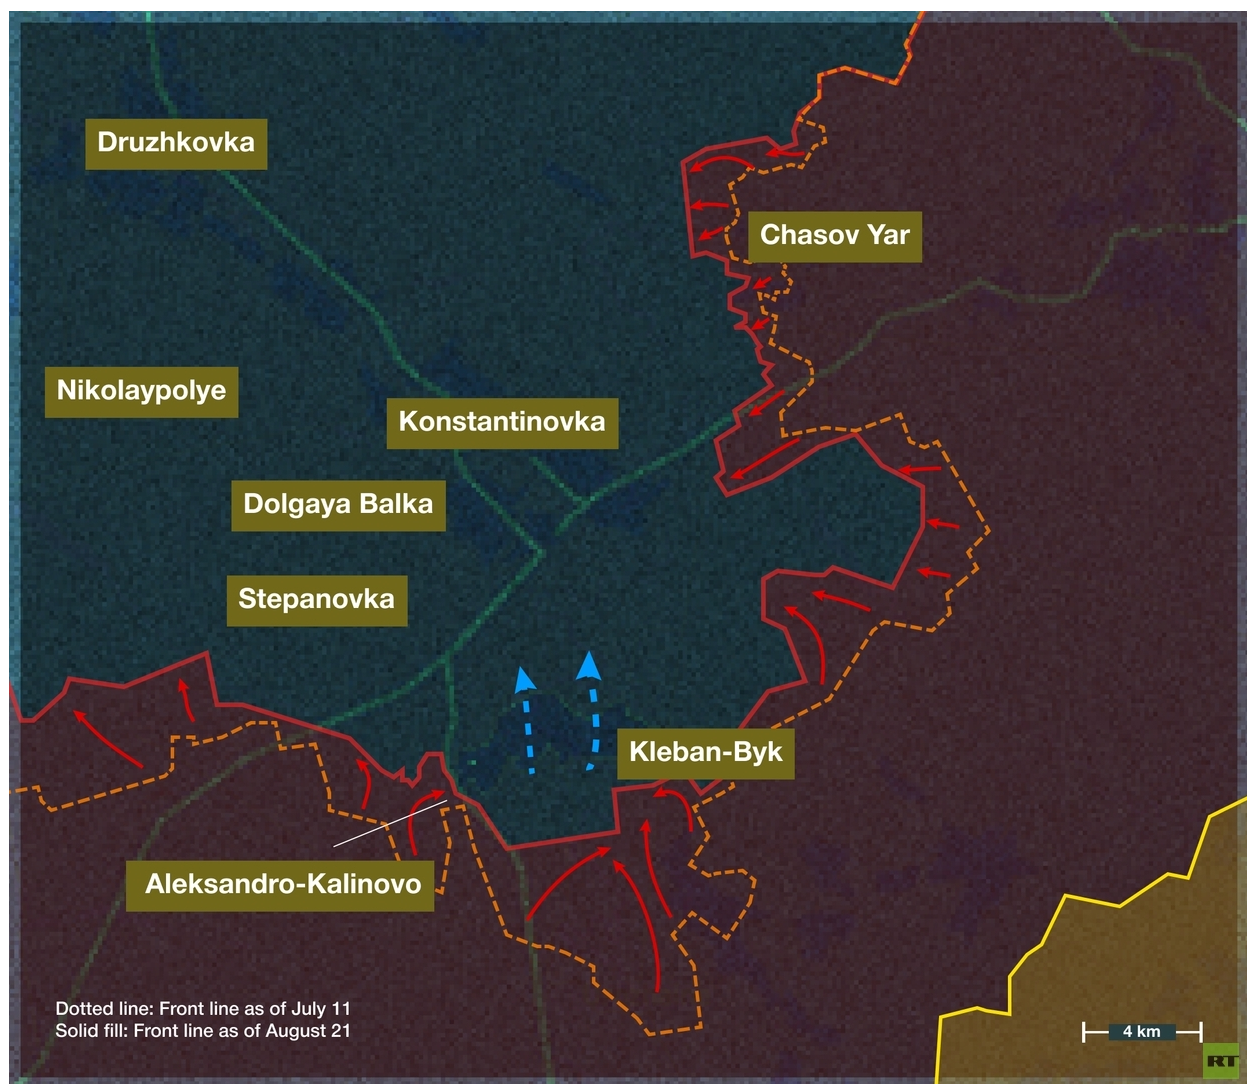 Druzhkovka
Chasov Yar
Nikolaypolye
Konstantinovka
Dolgaya Balka
Stepanovka
Kleban-Byk
Aleksandro-Kalinovo
Dotted line: Front line as of July 11
Solid fill: Front line as of August 21
4 km
RT